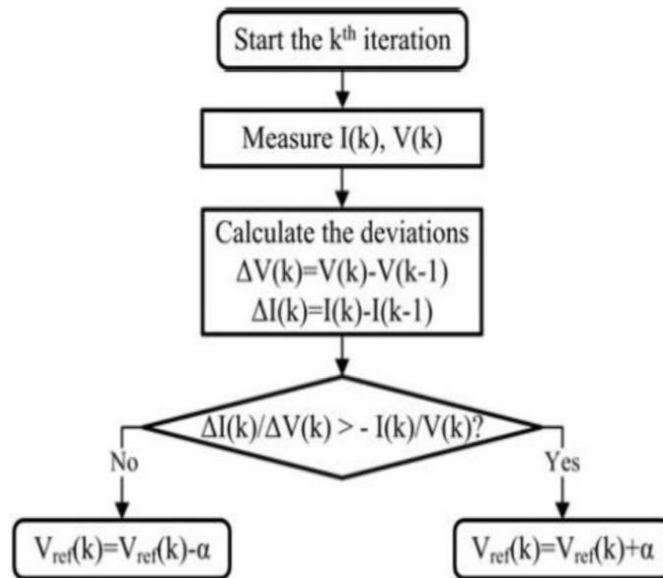 Start the kᵗʰ iteration
Measure I(k), V(k)
Calculate the deviations
ΔV(k)=V(k)-V(k-1)
ΔI(k)=I(k)-I(k-1)
ΔI(k)/ΔV(k) > - I(k)/V(k)?
No
Yes
V_ref(k)=V_ref(k)-α
V_ref(k)=V_ref(k)+α